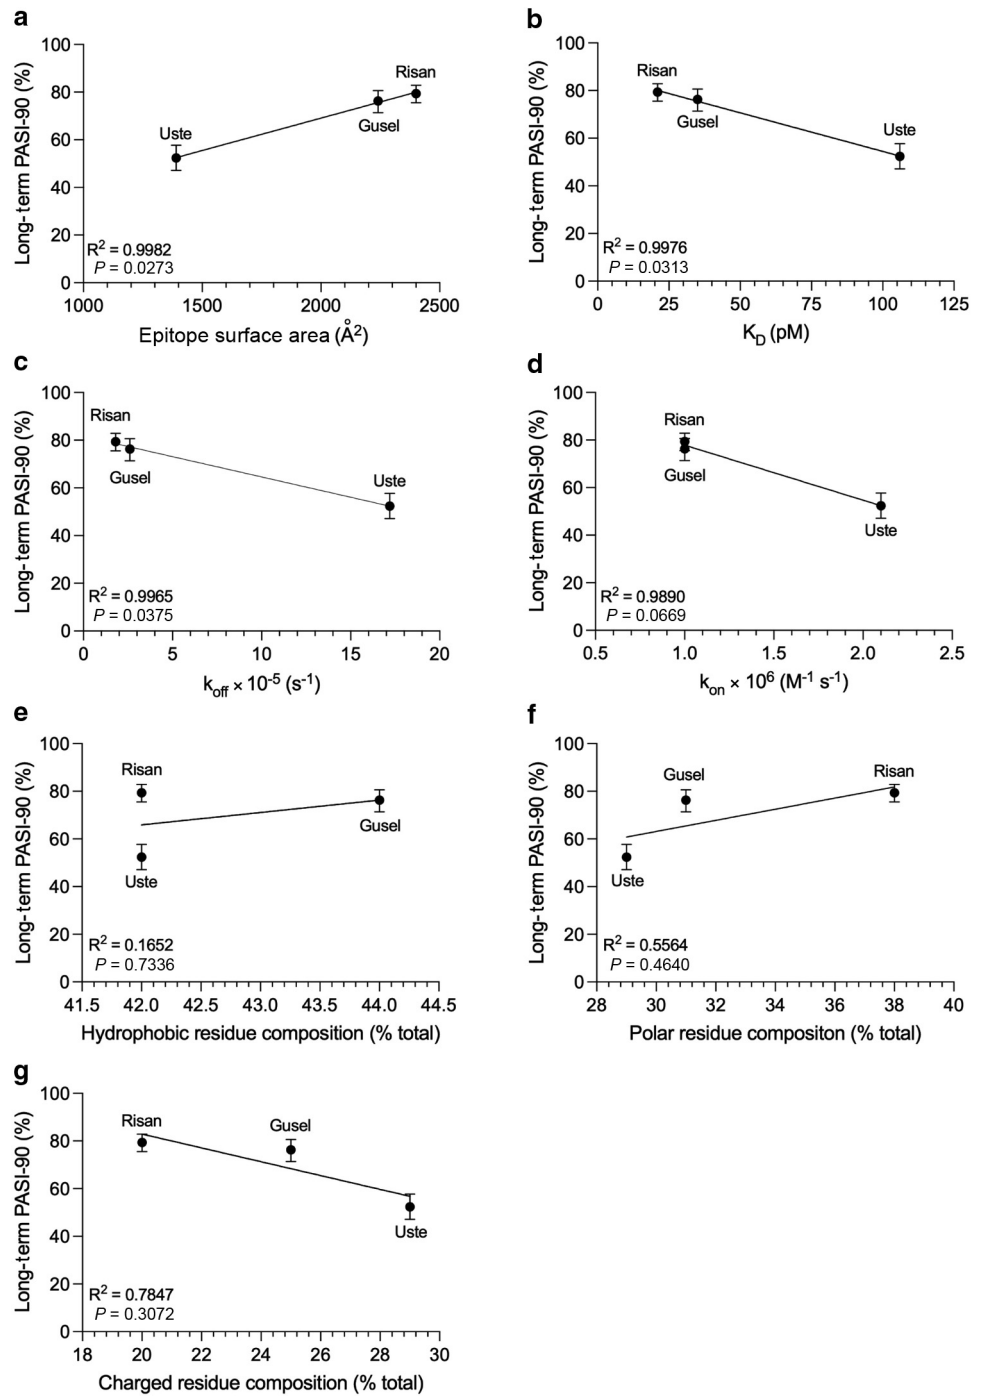 a
Long-term PASI-90 (%)
100
80
60
40
20
0
Uste
Gusel
Risan
R² = 0.9982
P = 0.0273
1000 1500 2000 2500
Epitope surface area (Å²)
b
Long-term PASI-90 (%)
100
80
60
40
20
0
Risan
Gusel
Uste
R² = 0.9976
P = 0.0313
0 25 50 75 100 125
K_D (pM)
c
Long-term PASI-90 (%)
100
80
60
40
20
0
Risan
Gusel
Uste
R² = 0.9965
P = 0.0375
0 5 10 15 20
k_off × 10⁻⁵ (s⁻¹)
d
Long-term PASI-90 (%)
100
80
60
40
20
0
Risan
Gusel
Uste
R² = 0.9890
P = 0.0669
0.5 1.0 1.5 2.0 2.5
k_on × 10⁶ (M⁻¹ s⁻¹)
e
Long-term PASI-90 (%)
100
80
60
40
20
0
Risan
Uste
Gusel
R² = 0.1652
P = 0.7336
41.5 42.0 42.5 43.0 43.5 44.0 44.5
Hydrophobic residue composition (% total)
f
Long-term PASI-90 (%)
100
80
60
40
20
0
Gusel
Risan
Uste
R² = 0.5564
P = 0.4640
28 30 32 34 36 38 40
Polar residue compositon (% total)
g
Long-term PASI-90 (%)
100
80
60
40
20
0
Risan
Gusel
Uste
R² = 0.7847
P = 0.3072
18 20 22 24 26 28 30
Charged residue composition (% total)